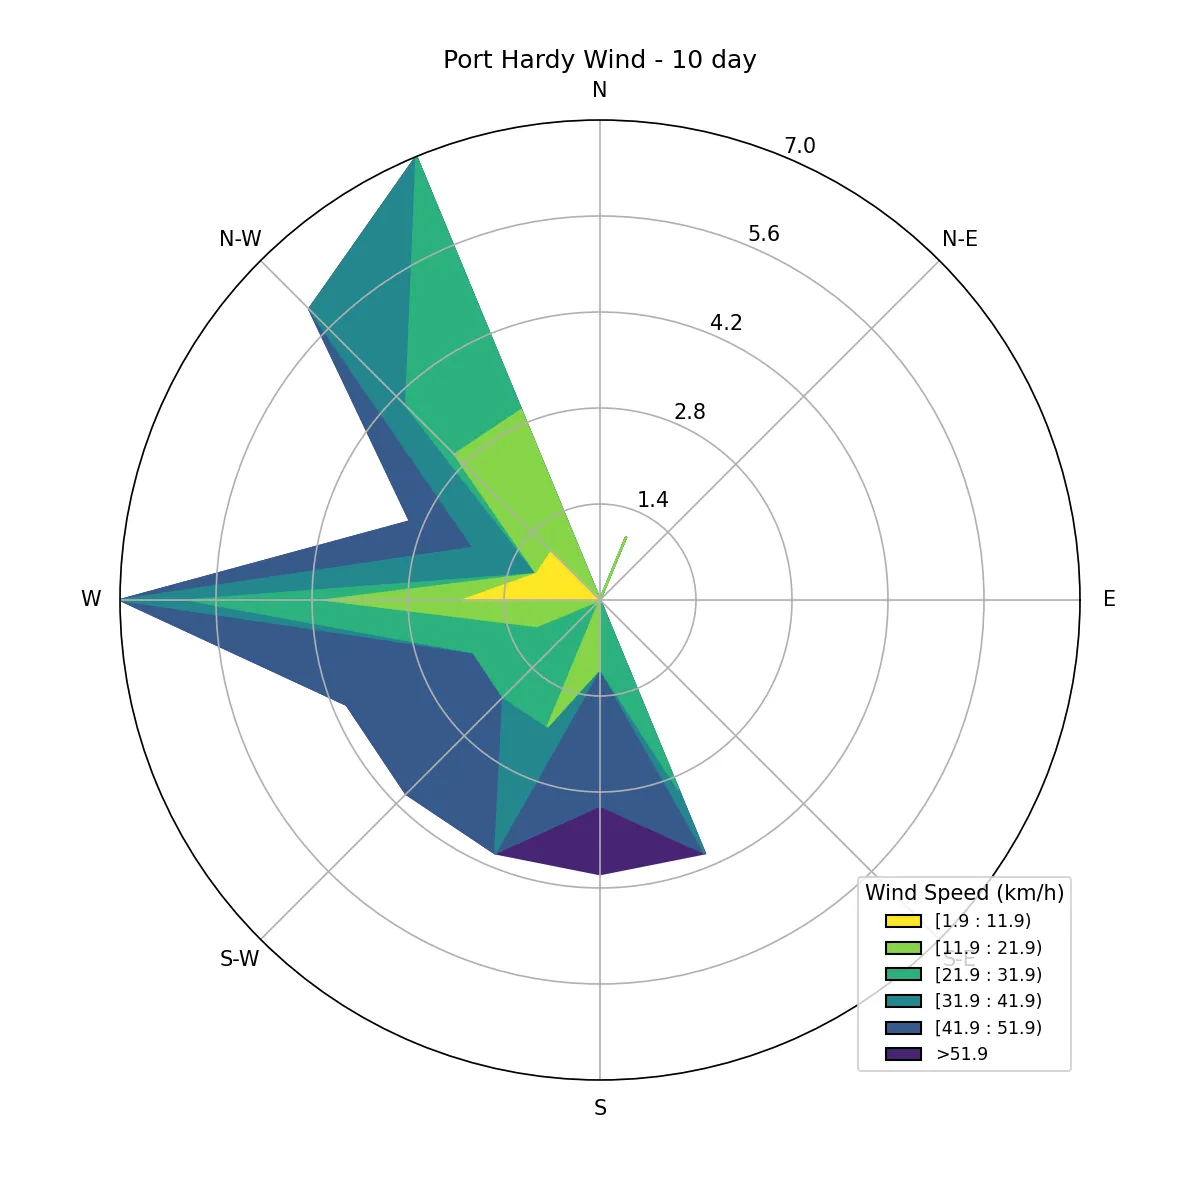 Port Hardy Wind - 10 day
N
7.0
N-W
N-E
5.6
4.2
2.8
1.4
W
E
S-W
S-E
S
Wind Speed (km/h)
[1.9 : 11.9)
[11.9 : 21.9)
[21.9 : 31.9)
[31.9 : 41.9)
[41.9 : 51.9)
>51.9